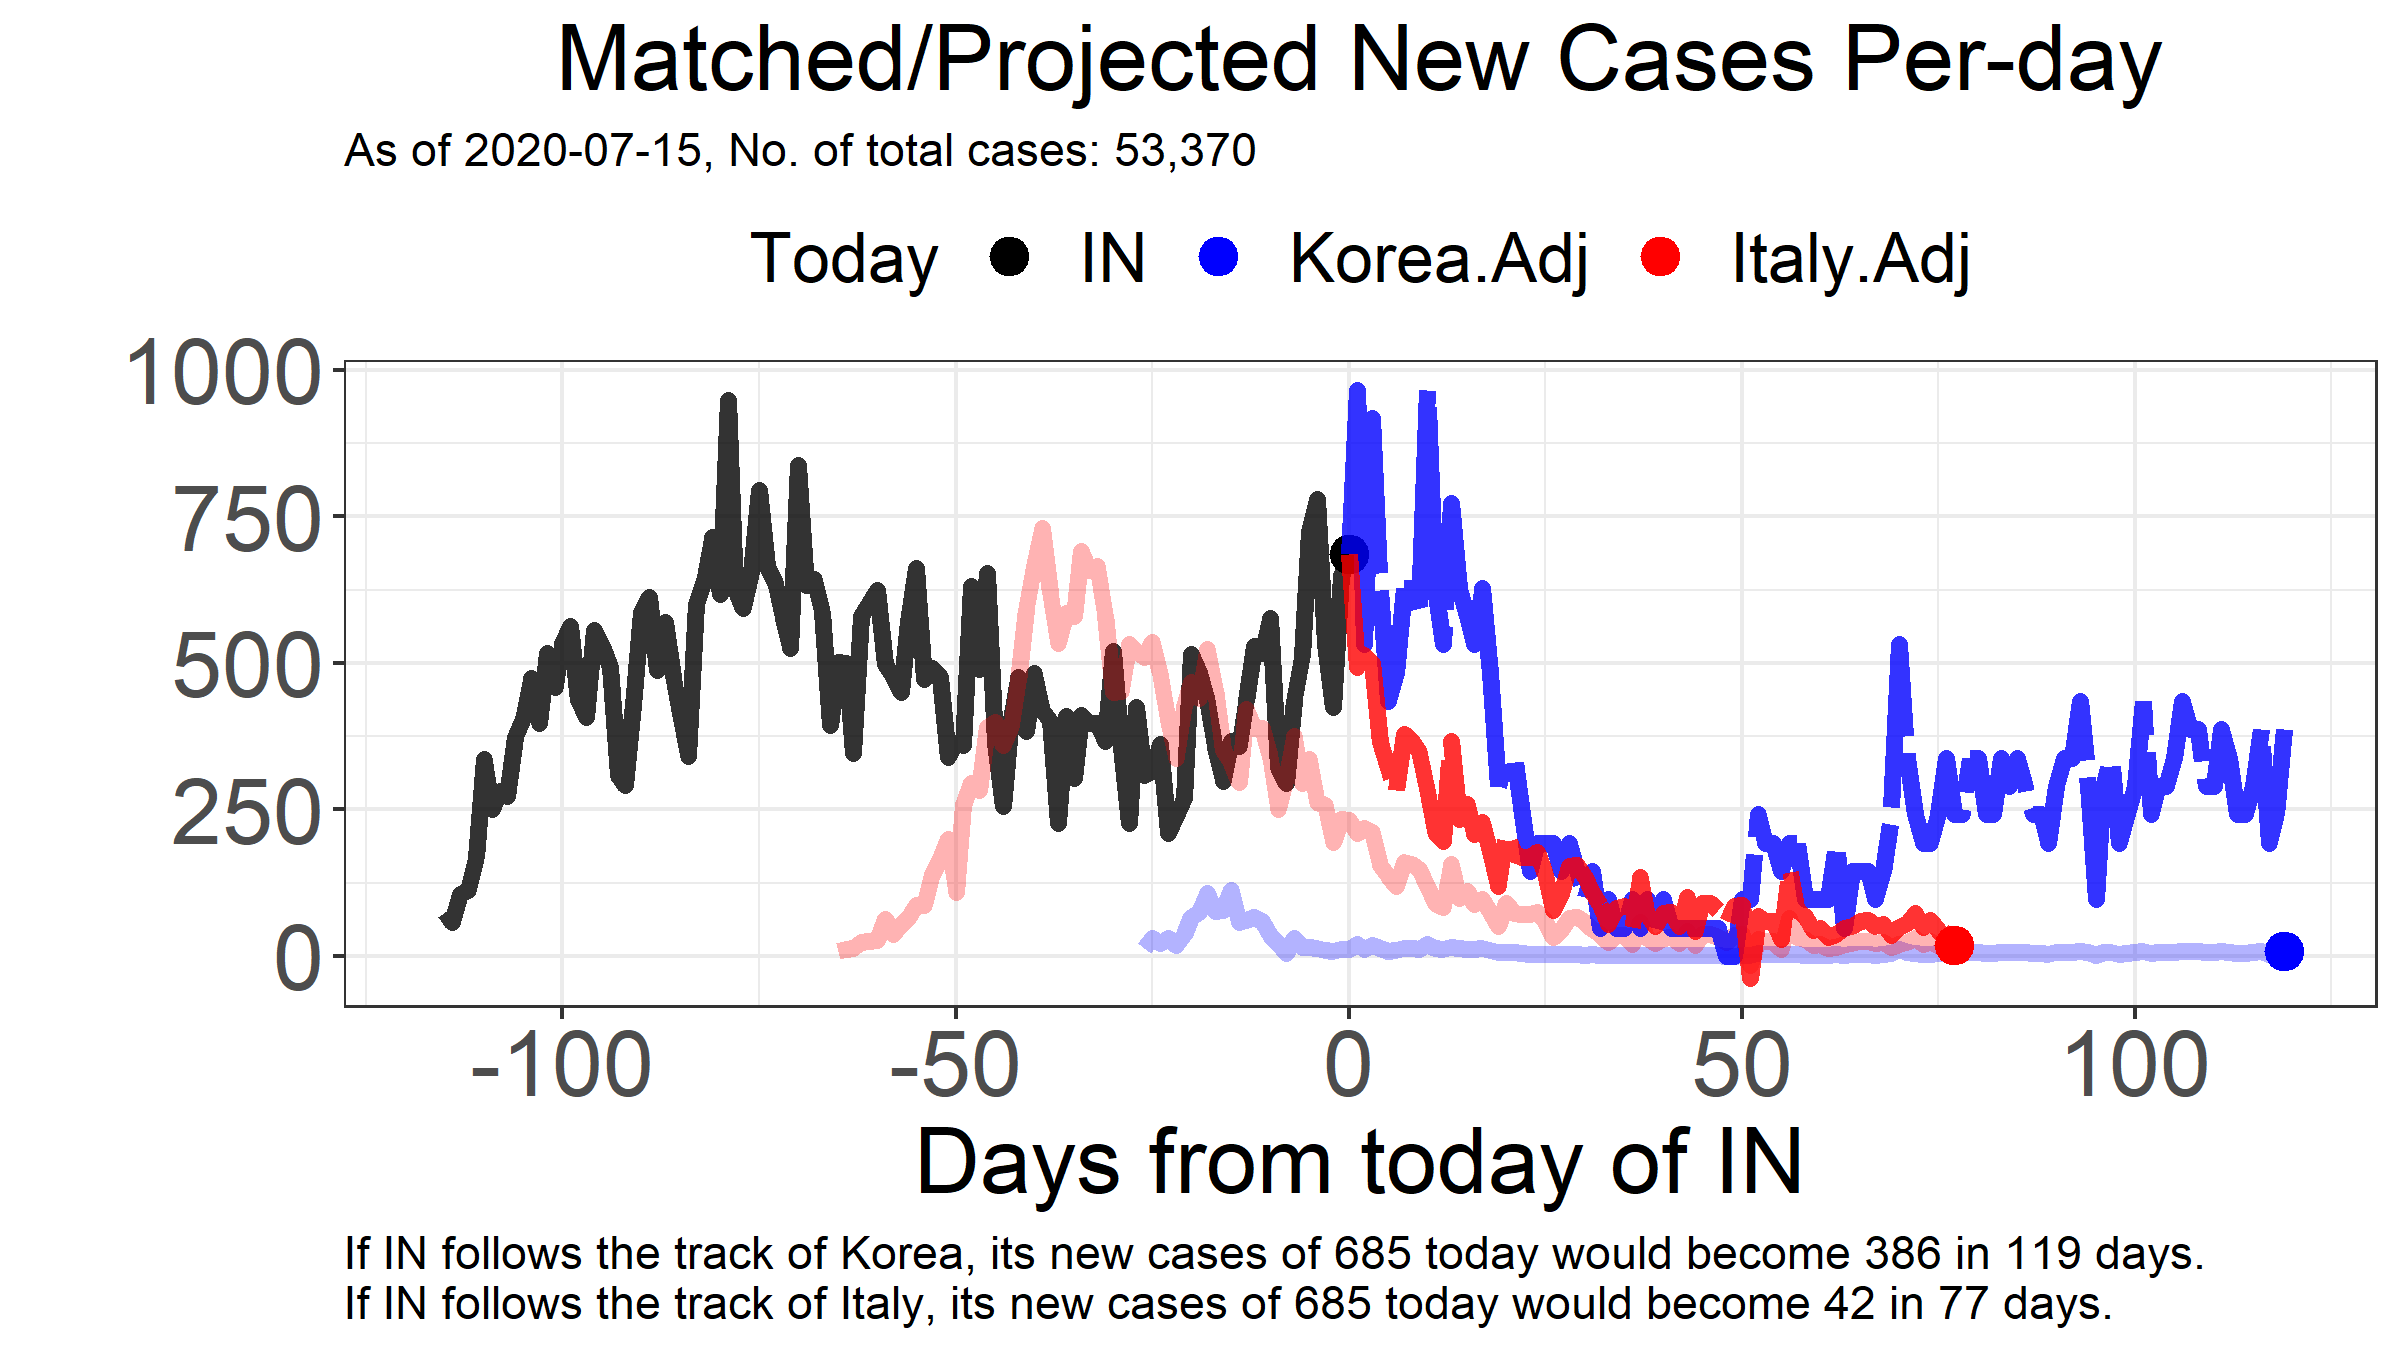 Matched/Projected New Cases Per-day
As of 2020-07-15, No. of total cases: 53,370
Today IN Korea.Adj Italy.Adj
1000
750
500
250
0
-100 -50 0 50 100
Days from today of IN
If IN follows the track of Korea, its new cases of 685 today would become 386 in 119 days.
If IN follows the track of Italy, its new cases of 685 today would become 42 in 77 days.